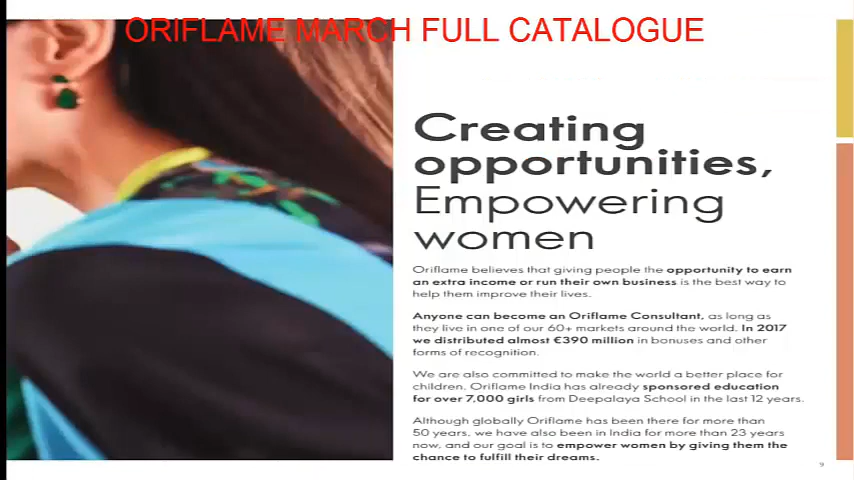 ORIFLAME MARCH FULL CATALOGUE
Creating
opportunities,
Empowering
women
Oriflame believes that giving people the opportunity to earn
an extra income or run their own business is the best way to
help them improve their lives.
Anyone can become an Oriflame Consultant, as long as
they live in one of our 60+ markets around the world. In 2017
we distributed almost €390 million in bonuses and other
forms of recognition.
We are also committed to make the world a better place for
children. Oriflame India has already sponsored education
for over 7,000 girls from Deepalaya School in the last 12 years.
Although globally Oriflame has been there for more than
50 years, we have also been in India for more than 23 years
now, and our goal is to empower women by giving them the
chance to fulfill their dreams.
9